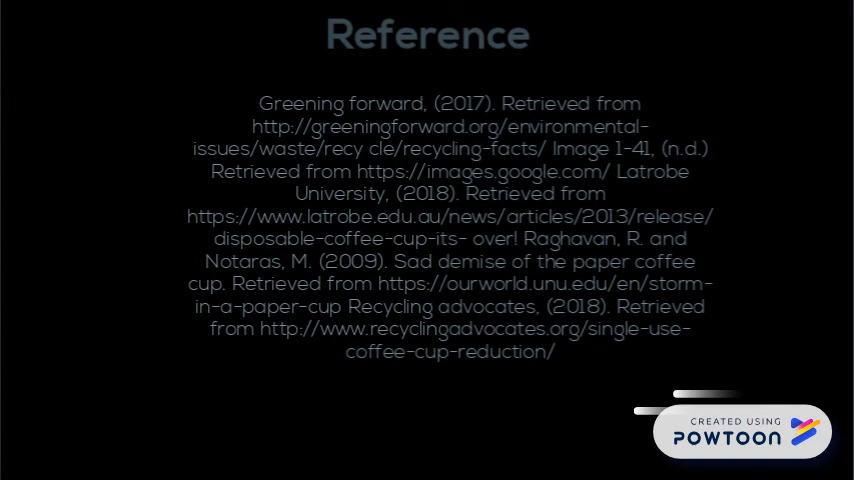 Reference
Greening forward, (2017). Retrieved from
http://greeningforward.org/environmental-
issues/waste/recy cle/recycling-facts/ Image 1-41, (n.d.)
Retrieved from https://images.google.com/ Latrobe
University, (2018). Retrieved from
https://www.latrobe.edu.au/news/articles/2013/release/
disposable-coffee-cup-its- over! Raghavan, R. and
Notaras, M. (2009). Sad demise of the paper coffee
cup. Retrieved from https://ourworld.unu.edu/en/storm-
in-a-paper-cup Recycling advocates, (2018). Retrieved
from http://www.recyclingadvocates.org/single-use-
coffee-cup-reduction/
CREATED USING
POWTOON